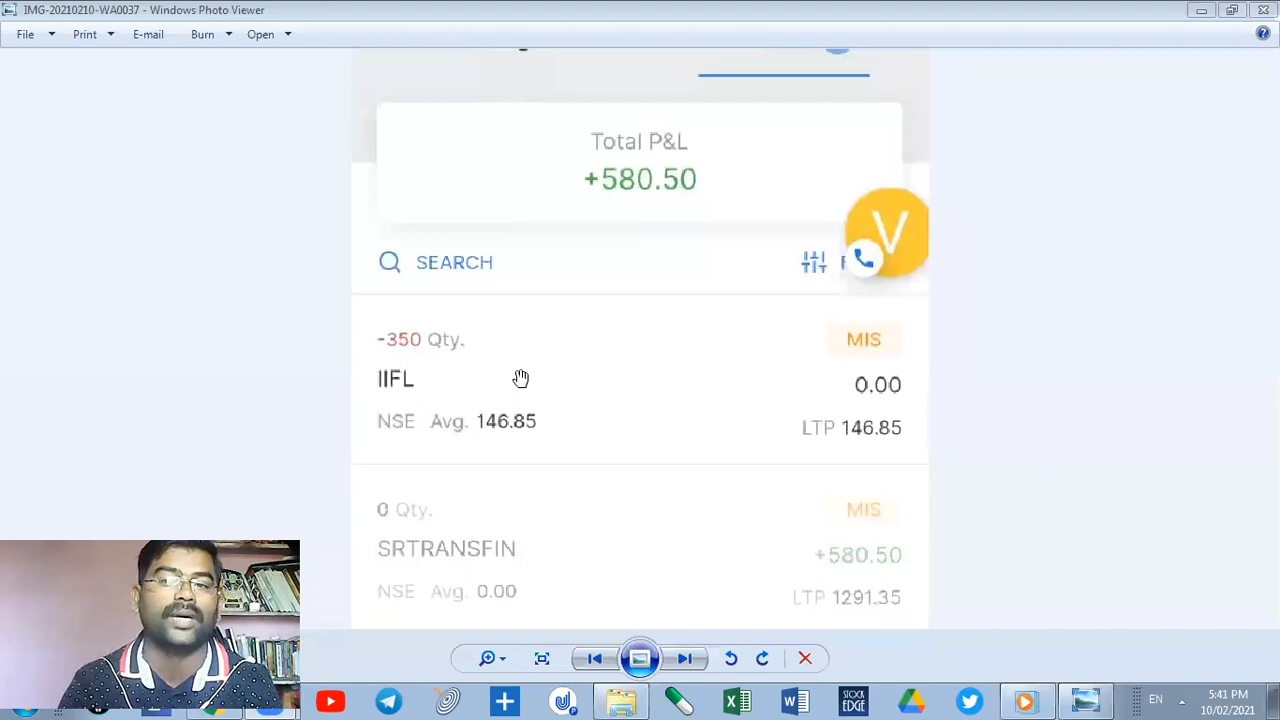 IMG-20210210-WA0037 - Windows Photo Viewer
File Print E-mail Burn Open
Total P&L
+580.50
V
SEARCH
-350 Qty. MIS
IIFL 0.00
NSE Avg. 146.85 LTP 146.85
0 Qty. MIS
SRTRANSFIN +580.50
NSE Avg. 0.00 LTP 1291.35
STOCK
EDGE
EN 5:41 PM
10/02/2021